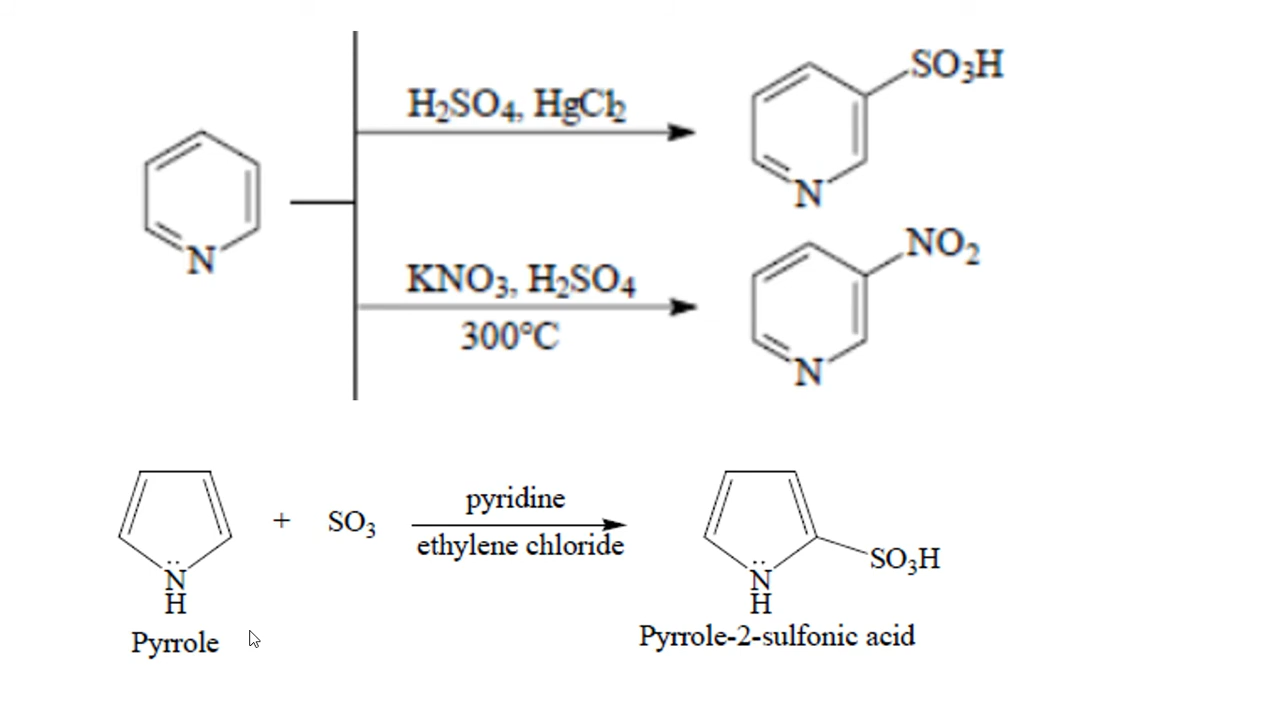 SO₃H
H₂SO₄, HgCl₂
N
N
NO₂
KNO₃, H₂SO₄
300°C
N
pyridine
+ SO₃
ethylene chloride
SO₃H
N̈
H
N̈
H
Pyrrole
Pyrrole-2-sulfonic acid